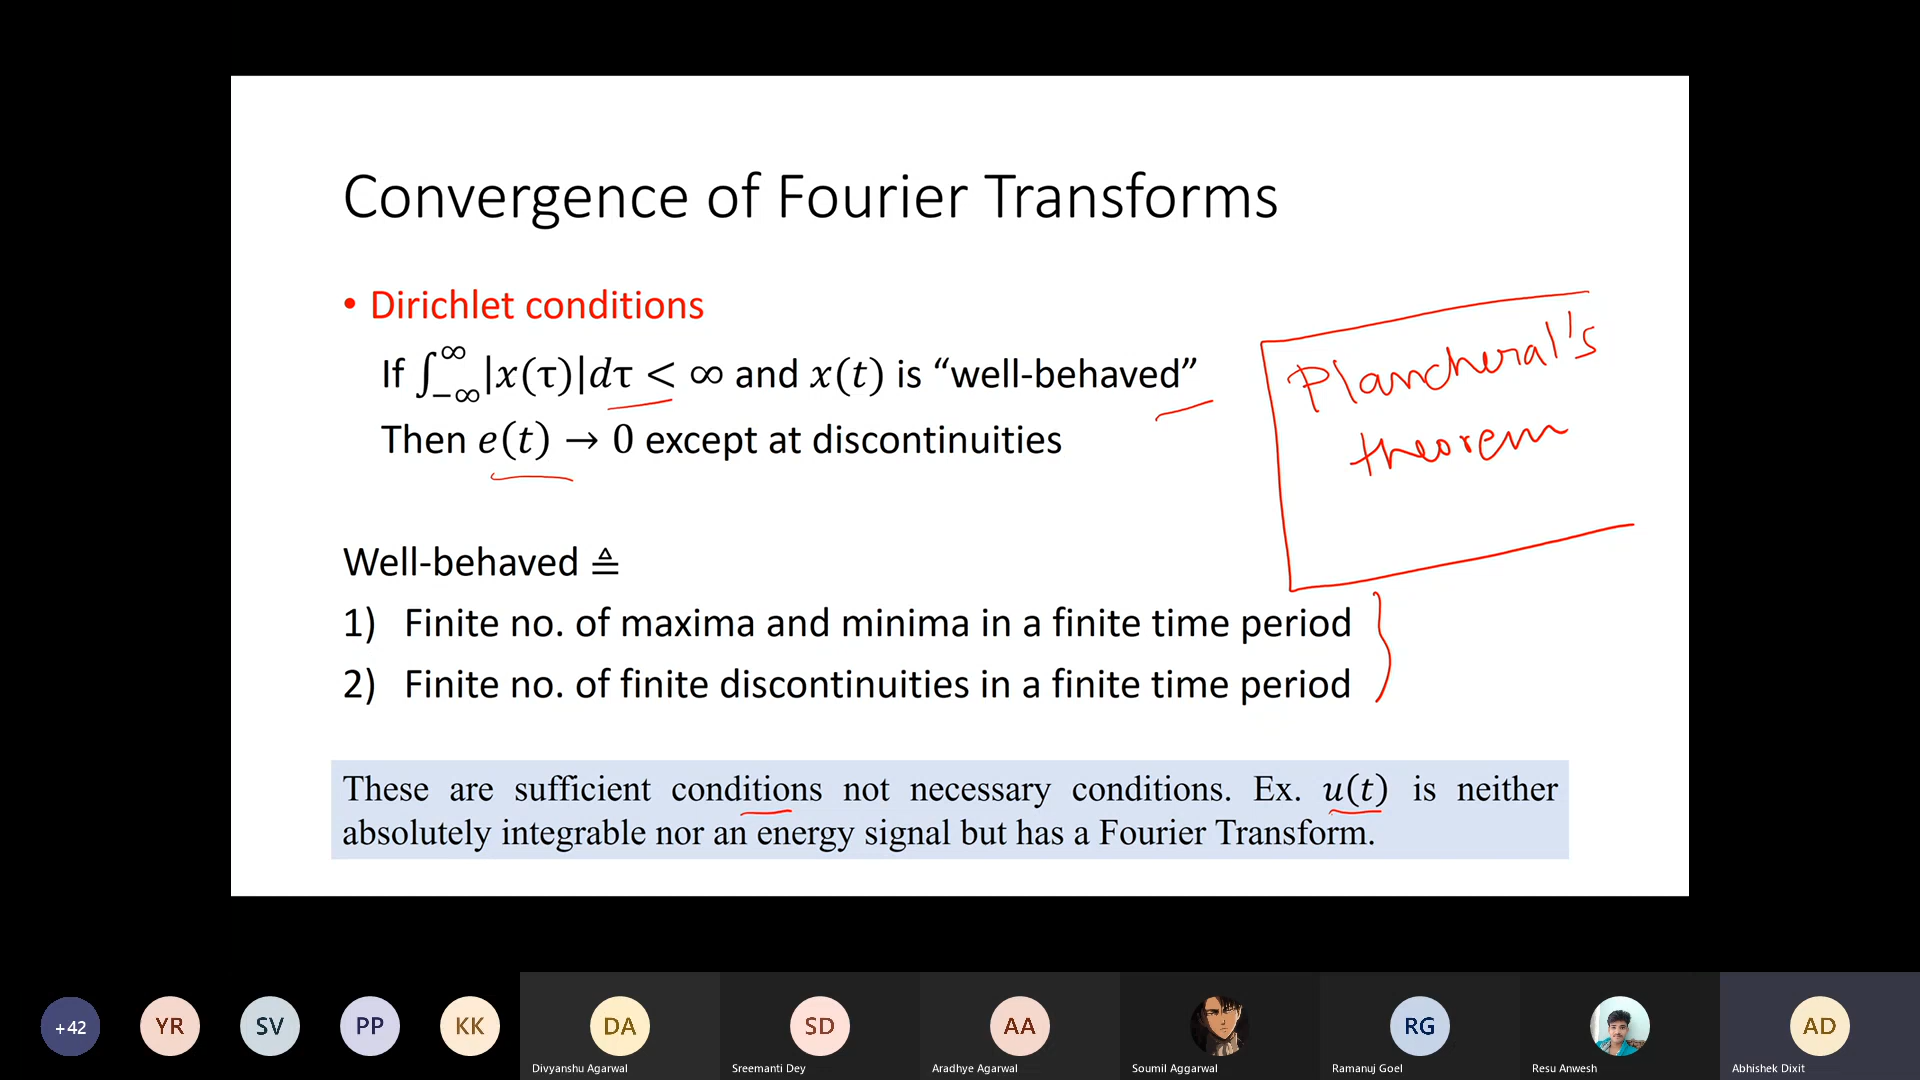 Convergence of Fourier Transforms
• Dirichlet conditions
If ∫_{-∞}^{∞} |x(τ)|dτ < ∞ and x(t) is “well-behaved”
Then e(t) → 0 except at discontinuities
Plancheral's
theorem
Well-behaved ≜
1) Finite no. of maxima and minima in a finite time period
2) Finite no. of finite discontinuities in a finite time period
These are sufficient conditions not necessary conditions. Ex. u(t) is neither
absolutely integrable nor an energy signal but has a Fourier Transform.
+42 YR SV PP KK DA SD AA RG AD
Divyanshu Agarwal Sreemanti Dey Aradhye Agarwal Soumil Aggarwal Ramanuj Goel Resu Anwesh Abhishek Dixit